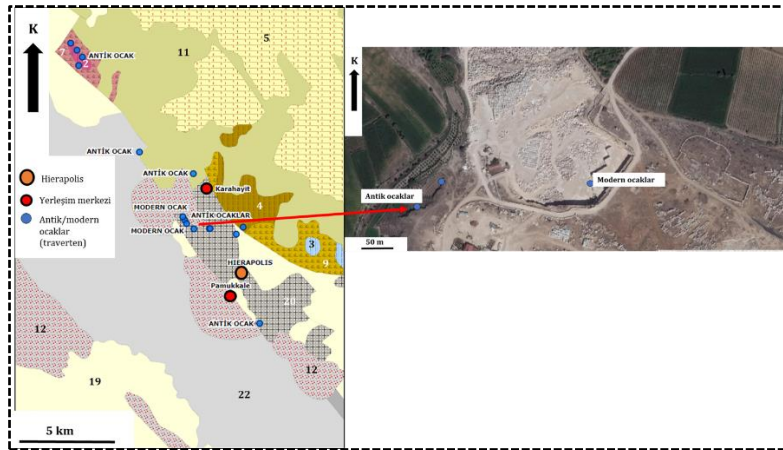 K
5
11
7
2
ANTİK OCAK
ANTİK OCAK
ANTİK OCAK
Hierapolis
Yerleşim merkezi
Antik/modern
ocaklar
(traverten)
Karahayıt
4
MODERN OCAK
ANTİK OCAKLAR
MODERN OCAK
3
9
HIERAPOLIS
Pamukkale
20
ANTİK OCAK
12
12
19
22
5 km
K
Antik ocaklar
Modern ocaklar
50 m